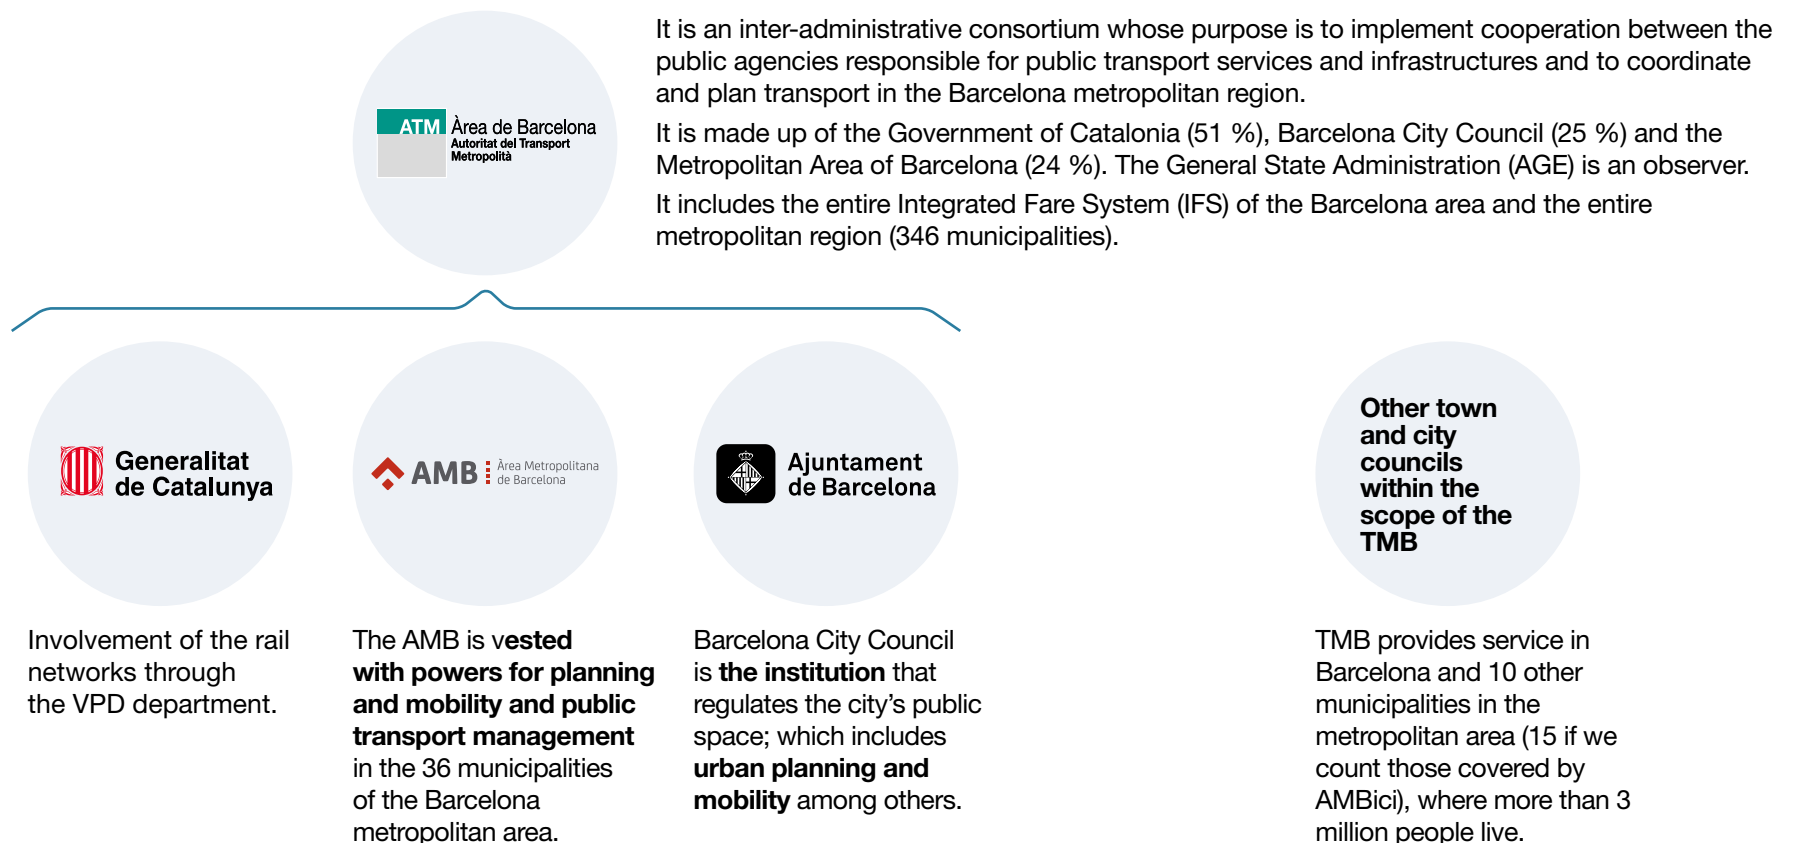 It is an inter-administrative consortium whose purpose is to implement cooperation between the
public agencies responsible for public transport services and infrastructures and to coordinate
and plan transport in the Barcelona metropolitan region.
It is made up of the Government of Catalonia (51 %), Barcelona City Council (25 %) and the
Metropolitan Area of Barcelona (24 %). The General State Administration (AGE) is an observer.
It includes the entire Integrated Fare System (IFS) of the Barcelona area and the entire
metropolitan region (346 municipalities).
ATM Àrea de Barcelona
Autoritat del Transport
Metropolità
Generalitat
de Catalunya
Involvement of the rail
networks through
the VPD department.
AMB Àrea Metropolitana
de Barcelona
The AMB is vested
with powers for planning
and mobility and public
transport management
in the 36 municipalities
of the Barcelona
metropolitan area.
Ajuntament
de Barcelona
Barcelona City Council
is the institution that
regulates the city’s public
space; which includes
urban planning and
mobility among others.
Other town
and city
councils
within the
scope of the
TMB
TMB provides service in
Barcelona and 10 other
municipalities in the
metropolitan area (15 if we
count those covered by
AMBici), where more than 3
million people live.